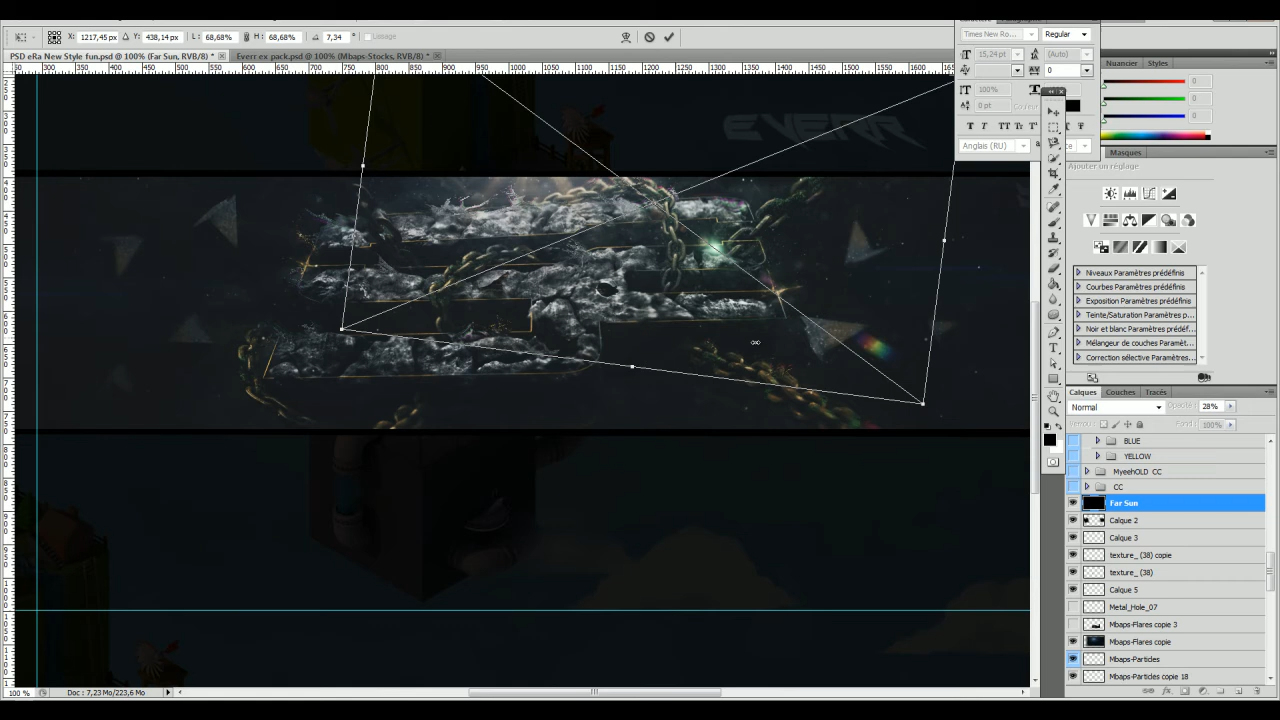 X: 1217,45 px Y: 438,14 px L: 68,68% H: 68,68% 7,34 ° Lissage
Times New Ro... Regular
PSD eRa New Style fun.psd @ 100% (Far Sun, RVB/8) * Everr ex pack.psd @ 100% (Mbaps-Stocks, RVB/8) *
15,24 pt (Auto)
Nuancier Styles
0
100%
0 pt
0
0
0
EVERR
Anglais (RU)
Masques
Ajouter un réglage
Niveaux Paramètres prédéfinis
Courbes Paramètres prédéfinis
Exposition Paramètres prédéfinis
Teinte/Saturation Paramètres p...
Noir et blanc Paramètres prédéf...
Mélangeur de couches Paramèt...
Correction sélective Paramètres...
Calques Couches Tracés
Normal Opacité : 28%
Verrou : Fond : 100%
BLUE
YELLOW
MyeehOLD CC
CC
Far Sun
Calque 2
Calque 3
texture_ (38) copie
texture_ (38)
Calque 5
Metal_Hole_07
Mbaps-Flares copie 3
Mbaps-Flares copie
Mbaps-Particles
Mbaps-Particles copie 18
100 % Doc : 7,23 Mo/223,6 Mo